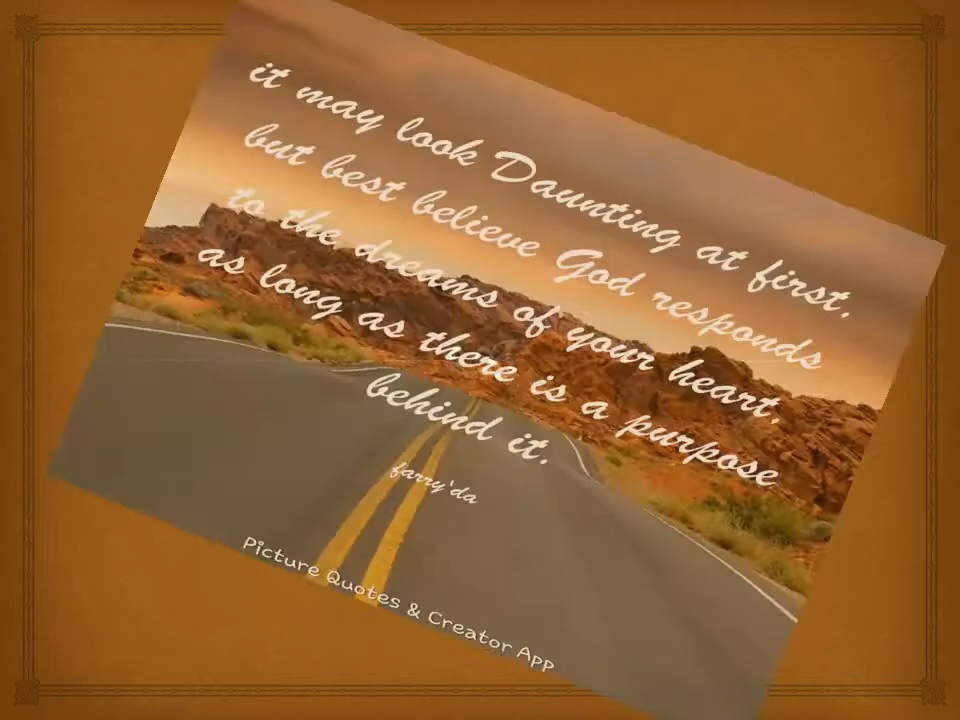 it may look Daunting at first,
but best believe God responds
to the dreams of your heart,
as long as there is a purpose
behind it.
farry'da
Picture Quotes & Creator App